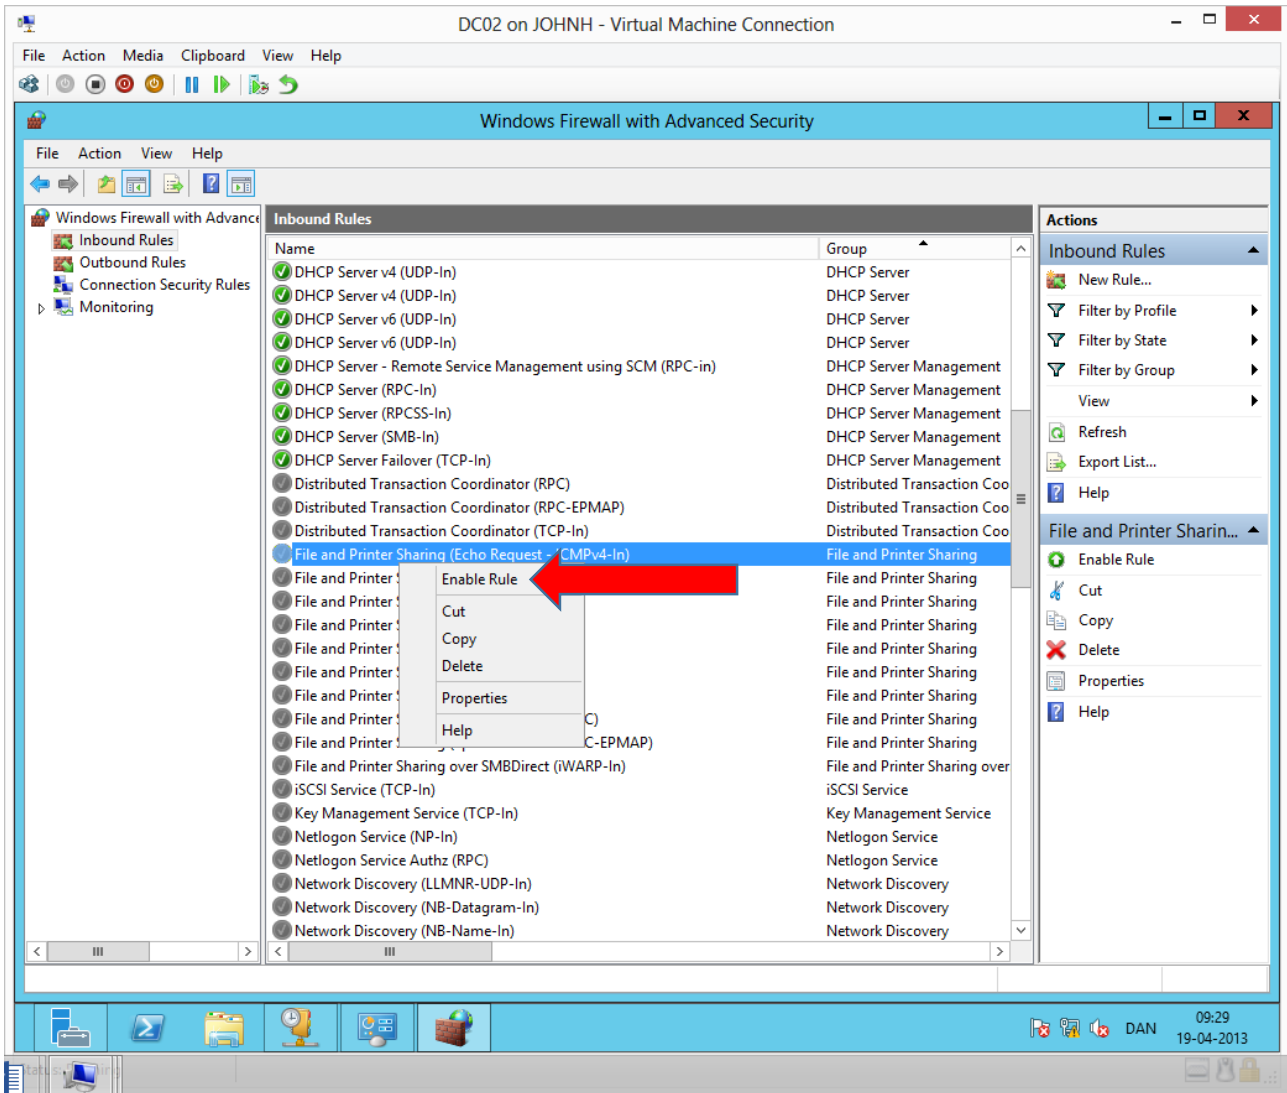 DC02 on JOHNH - Virtual Machine Connection
File Action Media Clipboard View Help
Windows Firewall with Advanced Security
File Action View Help
Windows Firewall with Advance
Inbound Rules
Outbound Rules
Connection Security Rules
Monitoring
Inbound Rules
Name Group
DHCP Server v4 (UDP-In) DHCP Server
DHCP Server v4 (UDP-In) DHCP Server
DHCP Server v6 (UDP-In) DHCP Server
DHCP Server v6 (UDP-In) DHCP Server
DHCP Server - Remote Service Management using SCM (RPC-in) DHCP Server Management
DHCP Server (RPC-In) DHCP Server Management
DHCP Server (RPCSS-In) DHCP Server Management
DHCP Server (SMB-In) DHCP Server Management
DHCP Server Failover (TCP-In) DHCP Server Management
Distributed Transaction Coordinator (RPC) Distributed Transaction Coo
Distributed Transaction Coordinator (RPC-EPMAP) Distributed Transaction Coo
Distributed Transaction Coordinator (TCP-In) Distributed Transaction Coo
File and Printer Sharing (Echo Request - ICMPv4-In) File and Printer Sharing
File and Printer File and Printer Sharing
File and Printer File and Printer Sharing
File and Printer File and Printer Sharing
File and Printer File and Printer Sharing
File and Printer File and Printer Sharing
File and Printer File and Printer Sharing
File and Printer C) File and Printer Sharing
File and Printer C-EPMAP) File and Printer Sharing
File and Printer Sharing over SMBDirect (iWARP-In) File and Printer Sharing over
iSCSI Service (TCP-In) iSCSI Service
Key Management Service (TCP-In) Key Management Service
Netlogon Service (NP-In) Netlogon Service
Netlogon Service Authz (RPC) Netlogon Service
Network Discovery (LLMNR-UDP-In) Network Discovery
Network Discovery (NB-Datagram-In) Network Discovery
Network Discovery (NB-Name-In) Network Discovery
Enable Rule
Cut
Copy
Delete
Properties
Help
Actions
Inbound Rules
New Rule...
Filter by Profile
Filter by State
Filter by Group
View
Refresh
Export List...
Help
File and Printer Sharin...
Enable Rule
Cut
Copy
Delete
Properties
Help
DAN
09:29
19-04-2013